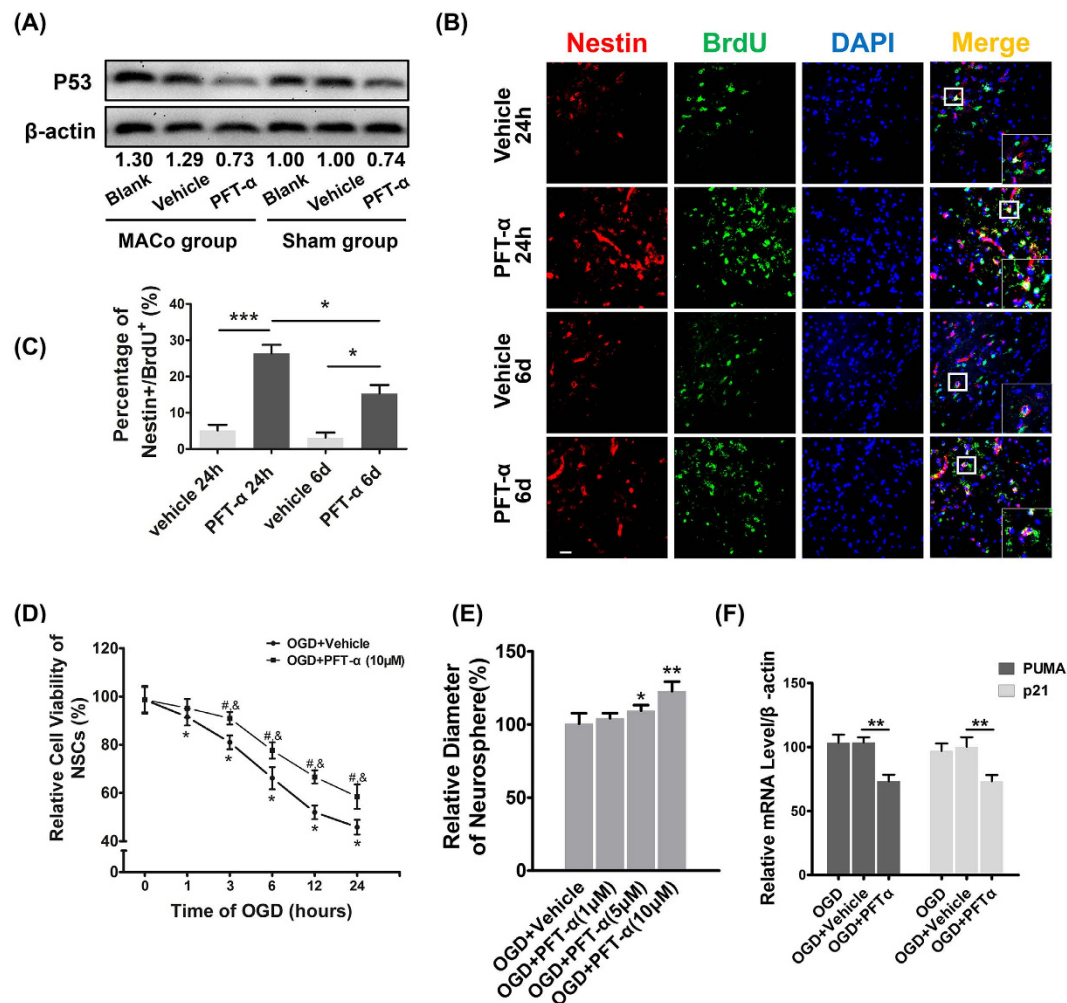 (A)
P53
β-actin
1.30 1.29 0.73 1.00 1.00 0.74
Blank Vehicle PFT-α Blank Vehicle PFT-α
MACo group Sham group
(B)
Nestin BrdU DAPI Merge
Vehicle 24h
PFT-α 24h
Vehicle 6d
PFT-α 6d
(C)
Percentage of
Nestin+/BrdU⁺ (%)
40
30
20
10
0
***
*
*
vehicle 24h
PFT-α 24h
vehicle 6d
PFT-α 6d
(D)
Relative Cell Viability of
NSCs (%)
120
100
80
60
40
0
OGD+Vehicle
OGD+PFT-α (10μM)
#,& #,& #,& #,&
* * * * *
0 1 3 6 12 24
Time of OGD (hours)
(E)
Relative Diameter
of Neurosphere(%)
150
100
50
0
*
**
OGD+Vehicle
OGD+PFT-α(1μM)
OGD+PFT-α(5μM)
OGD+PFT-α(10μM)
(F)
Relative mRNA Level/β -actin
150
100
50
0
PUMA
p21
** **
OGD
OGD+Vehicle
OGD+PFTα
OGD
OGD+Vehicle
OGD+PFTα